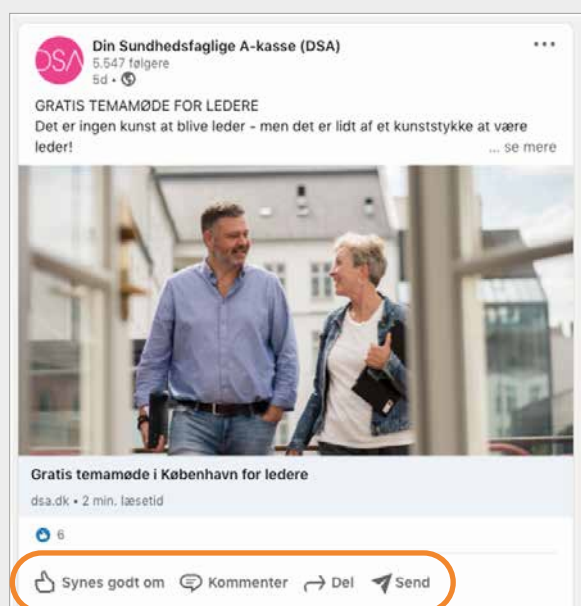 DSA
Din Sundhedsfaglige A-kasse (DSA)
5.547 følgere
5d •
GRATIS TEMAMØDE FOR LEDERE
Det er ingen kunst at blive leder – men det er lidt af et kunststykke at være
leder! ... se mere
Gratis temamøde i København for ledere
dsa.dk • 2 min. læsetid
6
Synes godt om Kommenter Del Send